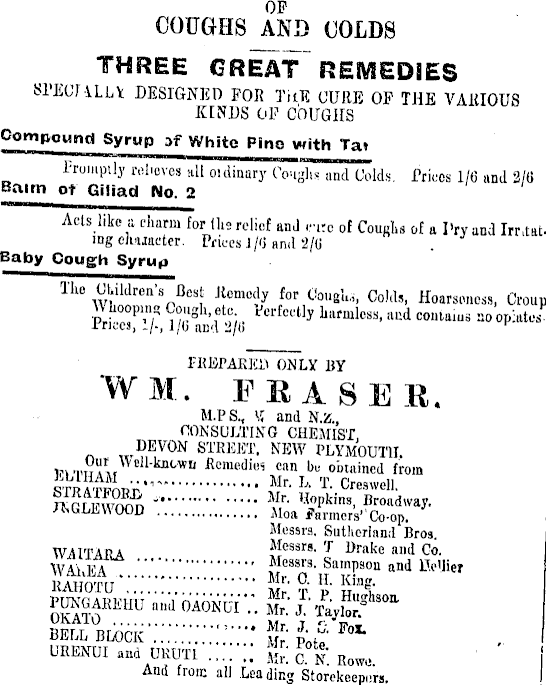 OF
COUGHS AND COLDS
THREE GREAT REMEDIES
SPECIALLY DESIGNED FOR THE CURE OF THE VARIOUS
KINDS OF COUGHS
Compound Syrup of White Pine with Tar
Promptly relieves all ordinary Coughs and Colds. Prices 1/6 and 2/6
Balm of Giliad No. 2
Acts like a charm for the relief and cure of Coughs of a Dry and Irritat-
ing character. Prices 1/6 and 2/6
Baby Cough Syrup
The Children's Best Remedy for Coughs, Colds, Hoarseness, Croup
Whooping Cough, etc. Perfectly harmless, and contains no opiates
Prices, 1/-, 1/6 and 2/6
PREPARED ONLY BY
WM. FRASER.
M.P.S., and N.Z.,
CONSULTING CHEMIST,
DEVON STREET, NEW PLYMOUTH.
Our Well-known Remedies can be obtained from
ELTHAM ................. Mr. L. T. Creswell.
STRATFORD .............. Mr. Hopkins, Broadway.
INGLEWOOD .............. Moa Farmers' Co-op.
Messrs. Sutherland Bros.
Messrs. T Drake and Co.
WAITARA ................ Messrs. Sampson and Hellier
WAREA .................. Mr. C. H. King.
RAHOTU ................. Mr. T. P. Hughson
PUNGAREHU and OAONUI .. Mr. J. Taylor.
OKATO .................. Mr. J. S. Fox.
BELL BLOCK ............. Mr. Pote.
URENUI and URUTI ...... Mr. C. N. Rowe.
And from all Leading Storekeepers.